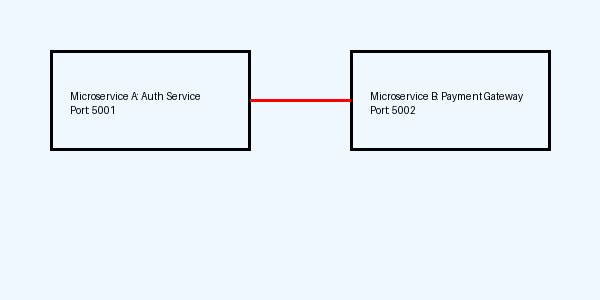 Microservice A: Auth Service
Port: 5001
Microservice B: Payment Gateway
Port: 5002